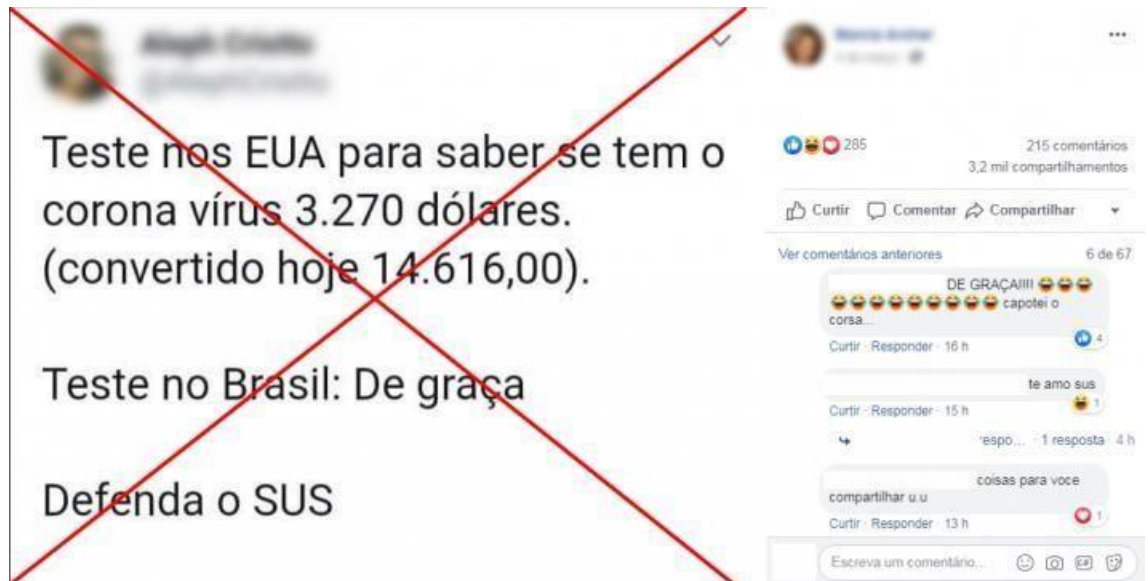 Teste nos EUA para saber se tem o
corona vírus 3.270 dólares.
(convertido hoje 14.616,00).
Teste no Brasil: De graça
Defenda o SUS
285
215 comentários
3,2 mil compartilhamentos
Curtir Comentar Compartilhar
Ver comentários anteriores 6 de 67
DE GRAÇAIIII
capotei o
corsa...
4
Curtir · Responder · 16 h
te amo sus
1
Curtir · Responder · 15 h
espo... · 1 resposta 4 h
coisas para voce
compartilhar u.u
1
Curtir · Responder · 13 h
Escreva um comentário...